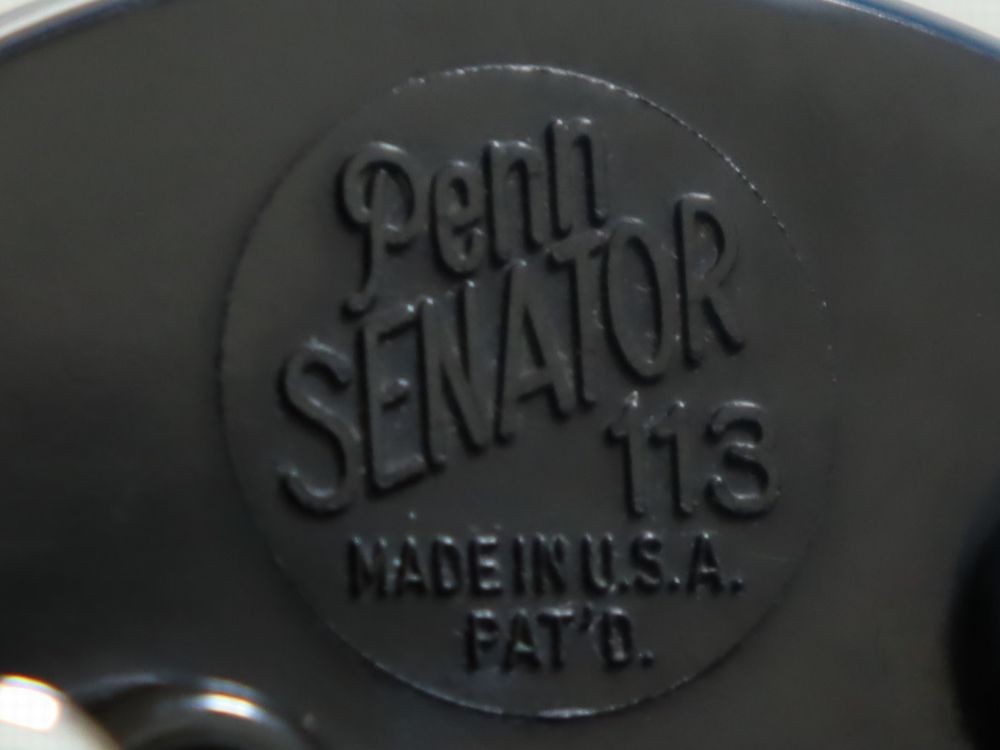 Penn
SENATOR
113
MADE IN U.S.A.
PAT'D.